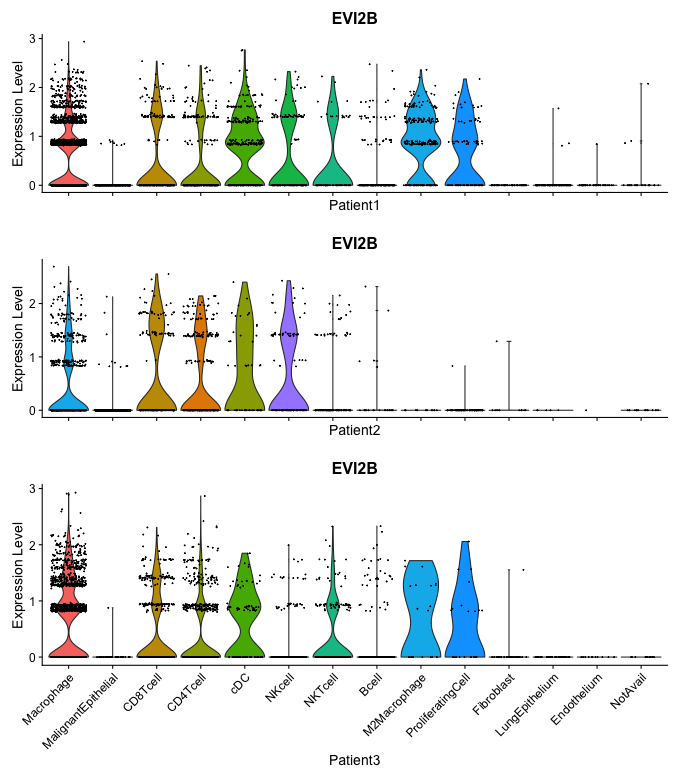 EVI2B
Expression Level
3
2
1
0
Patient1
EVI2B
Expression Level
2
1
0
Patient2
EVI2B
Expression Level
3
2
1
0
Macrophage
MalignantEpithelial
CD8Tcell
CD4Tcell
cDC
NKcell
NKTcell
Bcell
M2Macrophage
ProliferatingCell
Fibroblast
LungEpithelium
Endothelium
NotAvail
Patient3